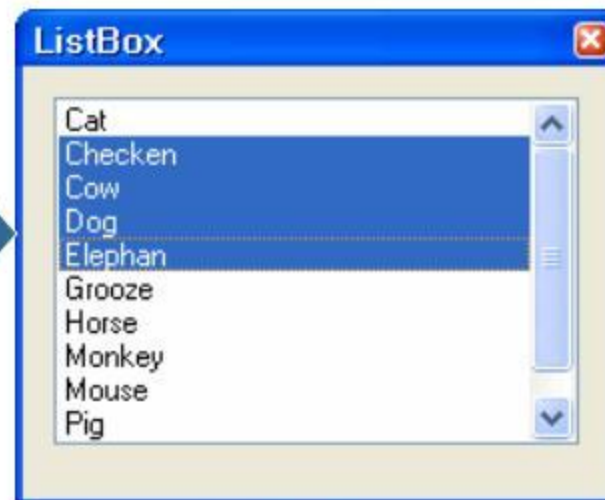 ListBox
Cat
Checken
Cow
Dog
Elephan
Grooze
Horse
Monkey
Mouse
Pig